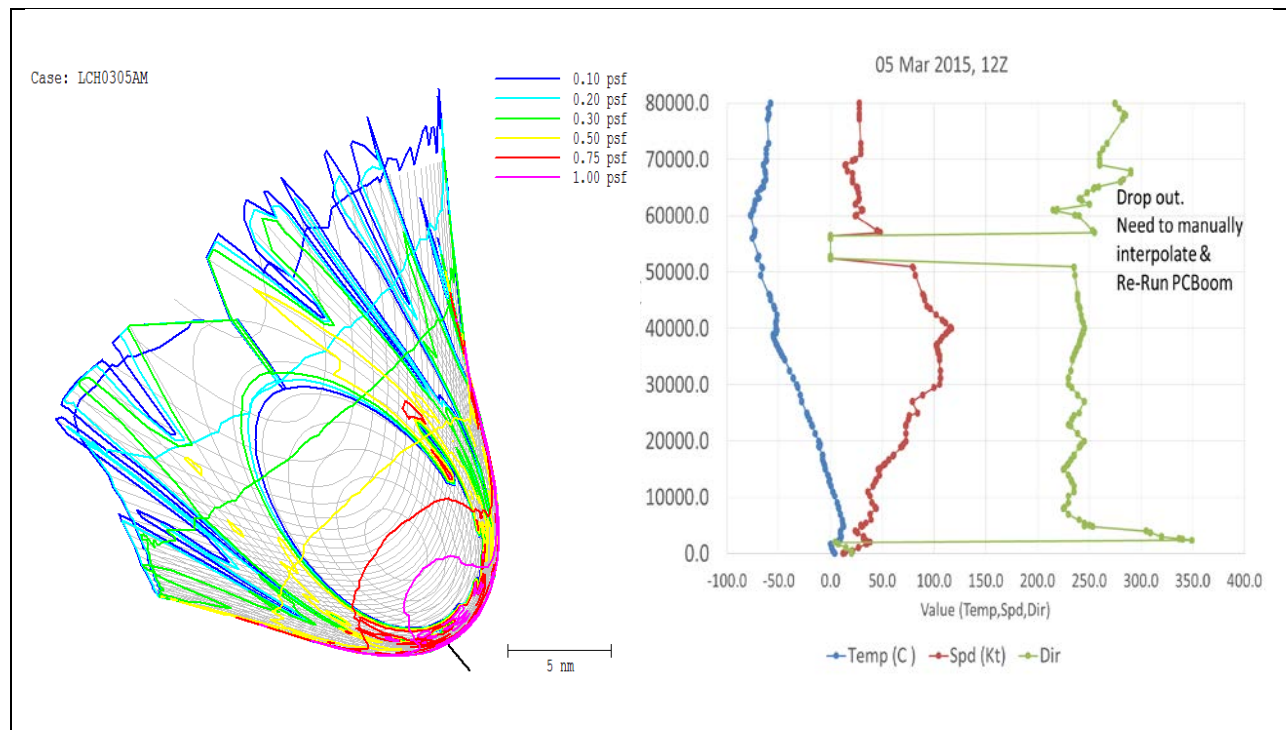 Case: LCH0305AM
0.10 psf
0.20 psf
0.30 psf
0.50 psf
0.75 psf
1.00 psf
5 nm
05 Mar 2015, 12Z
80000.0
70000.0
60000.0
50000.0
40000.0
30000.0
20000.0
10000.0
0.0
Drop out.
Need to manually
interpolate &
Re-Run PCBoom
-100.0 -50.0 0.0 50.0 100.0 150.0 200.0 250.0 300.0 350.0 400.0
Value (Temp,Spd,Dir)
Temp (C ) Spd (Kt) Dir